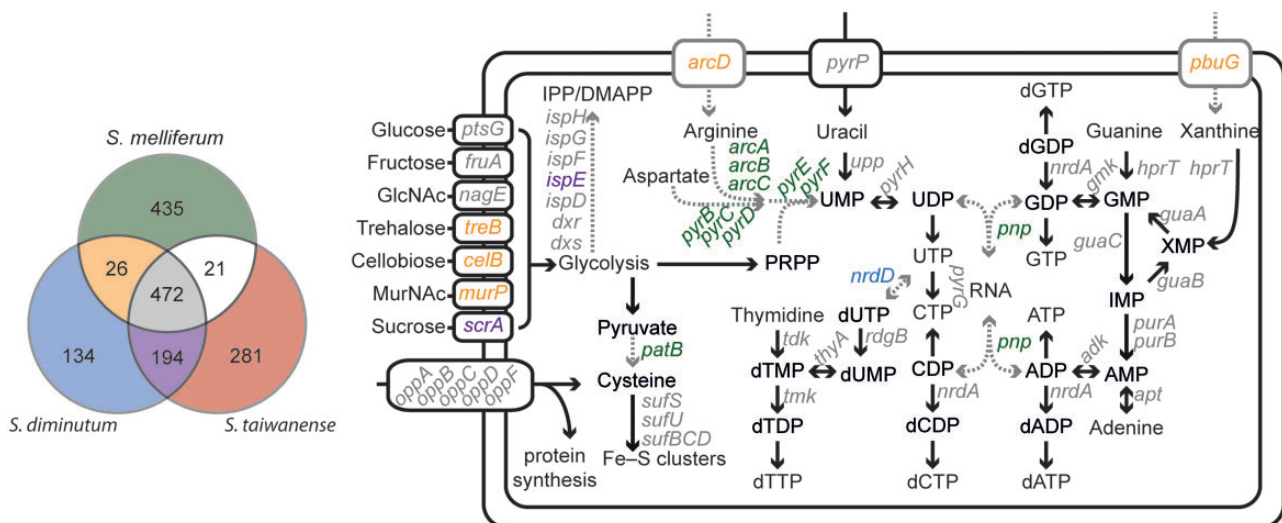 S. melliferum
435
26
21
472
134
194
281
S. diminutum
S. taiwanense
arcD
pyrP
pbuG
Glucose
ptsG
Fructose
fruA
GlcNAc
nagE
Trehalose
treB
Cellobiose
celB
MurNAc
murP
Sucrose
scrA
oppA
oppB
oppC
oppD
oppF
protein
synthesis
IPP/DMAPP
ispH
ispG
ispF
ispE
ispD
dxr
dxs
Glycolysis
Pyruvate
patB
Cysteine
sufS
sufU
sufBCD
Fe–S clusters
Arginine
arcA
arcB
arcC
Aspartate
pyrB
pyrC
pyrD
pyrE
pyrF
PRPP
Uracil
upp
UMP
pyrH
UDP
UTP
pyrG
CTP
CDP
nrdA
dCDP
dCTP
nrdD
Thymidine
tdk
dTMP
thyA
tmk
dTDP
dTTP
dUTP
rdgB
dUMP
RNA
pnp
pnp
dGTP
dGDP
nrdA
GDP
gmk
GTP
Guanine
hprT
GMP
Xanthine
hprT
guaA
XMP
guaC
guaB
IMP
purA
purB
ATP
ADP
adk
AMP
nrdA
apt
dADP
Adenine
dATP